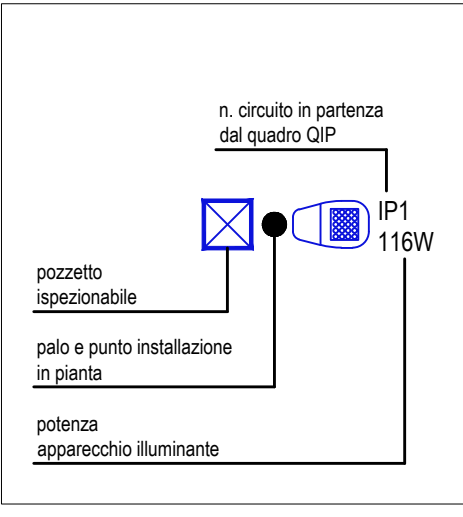 n. circuito in partenza
dal quadro QIP
IP1
116W
pozzetto
ispezionabile
palo e punto installazione
in pianta
potenza
apparecchio illuminante